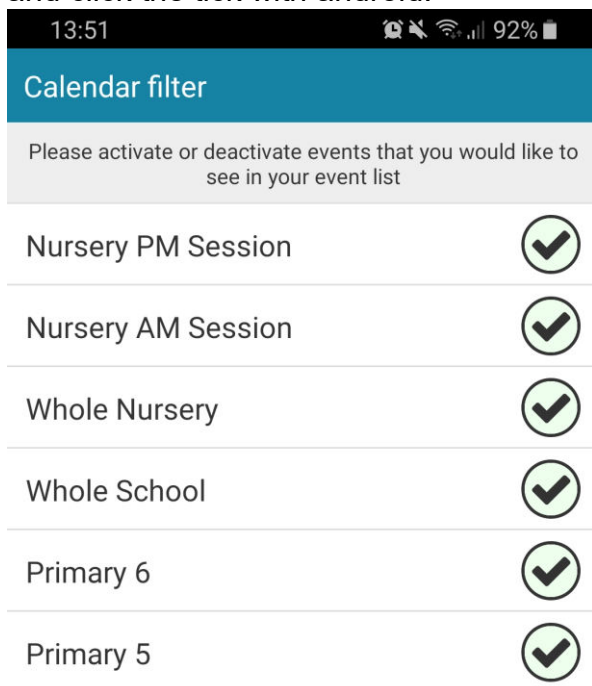 13:51 92%
Calendar filter
Please activate or deactivate events that you would like to
see in your event list
Nursery PM Session
Nursery AM Session
Whole Nursery
Whole School
Primary 6
Primary 5